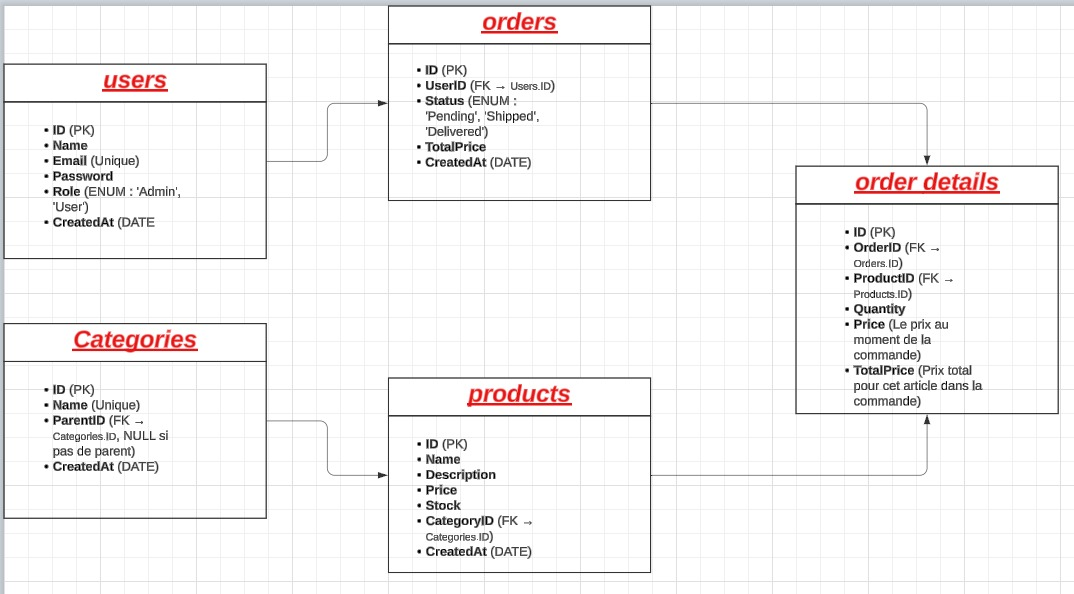 users
• ID (PK)
• Name
• Email (Unique)
• Password
• Role (ENUM : 'Admin',
'User')
• CreatedAt (DATE
orders
• ID (PK)
• UserID (FK → Users.ID)
• Status (ENUM :
'Pending', 'Shipped',
'Delivered')
• TotalPrice
• CreatedAt (DATE)
order details
• ID (PK)
• OrderID (FK →
Orders.ID)
• ProductID (FK →
Products.ID)
• Quantity
• Price (Le prix au
moment de la
commande)
• TotalPrice (Prix total
pour cet article dans la
commande)
Categories
• ID (PK)
• Name (Unique)
• ParentID (FK →
Categories.ID, NULL si
pas de parent)
• CreatedAt (DATE)
products
• ID (PK)
• Name
• Description
• Price
• Stock
• CategoryID (FK →
Categories.ID)
• CreatedAt (DATE)